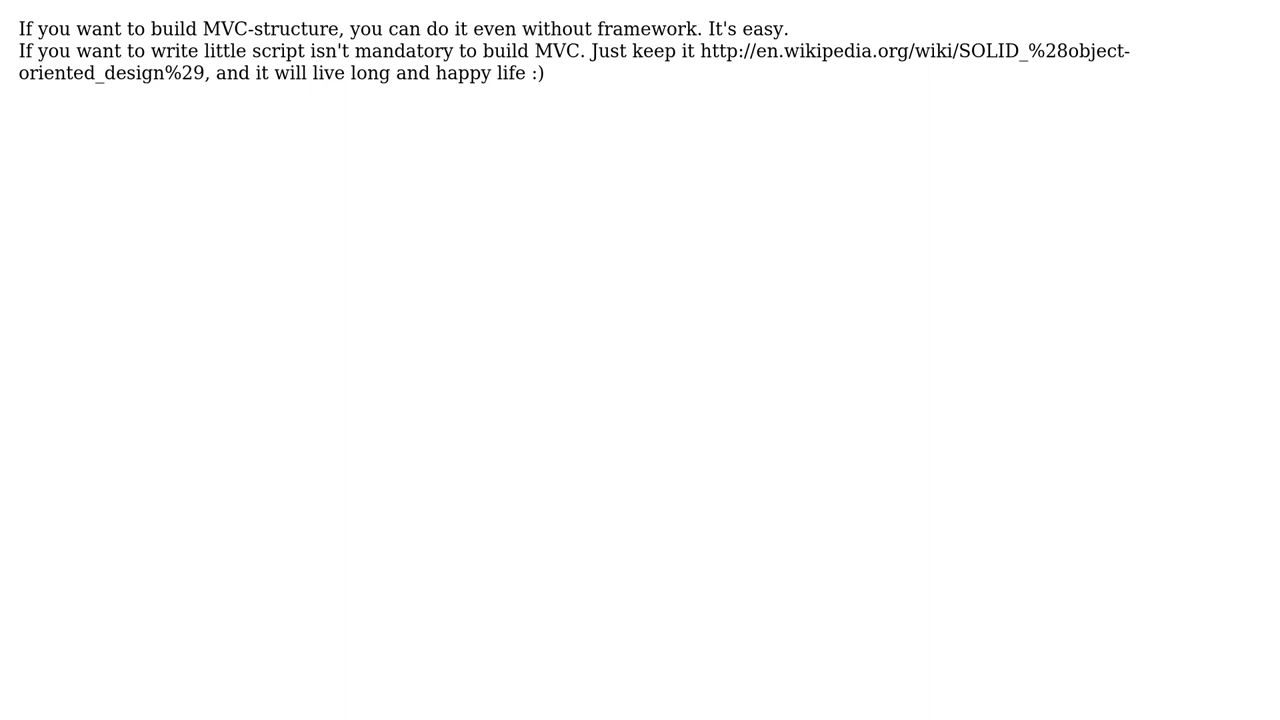 If you want to build MVC-structure, you can do it even without framework. It's easy.
If you want to write little script isn't mandatory to build MVC. Just keep it http://en.wikipedia.org/wiki/SOLID_%28object-
oriented_design%29, and it will live long and happy life :)